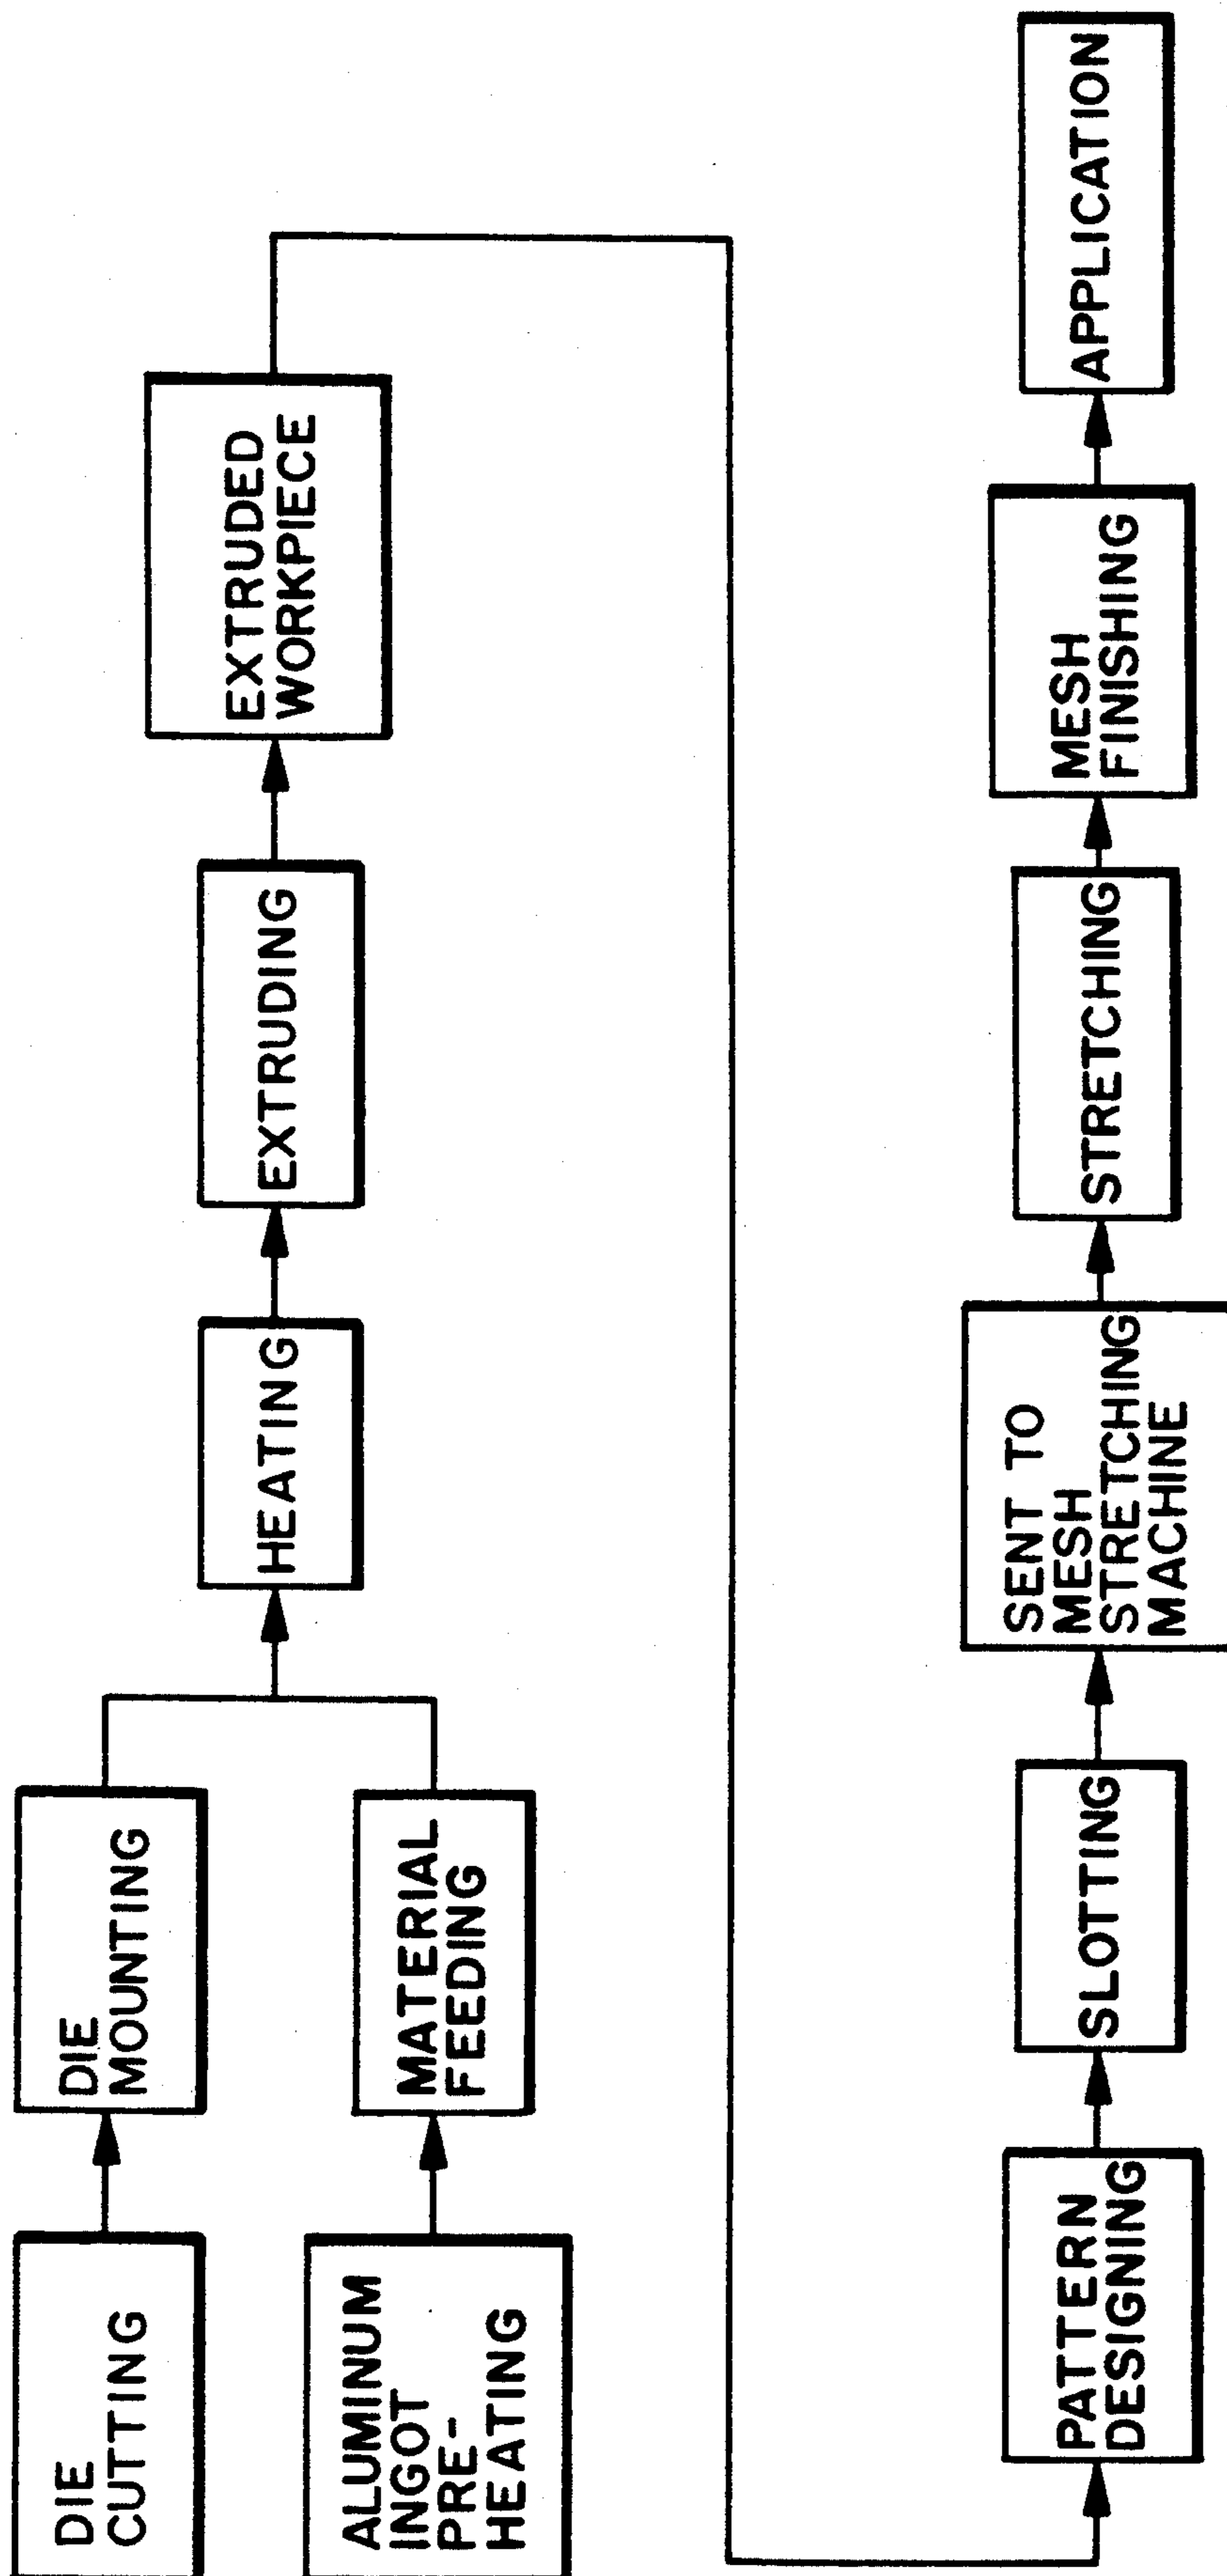 DIE
CUTTING
DIE
MOUNTING
ALUMINUM
INGOT
PRE-
HEATING
MATERIAL
FEEDING
HEATING
EXTRUDING
EXTRUDED
WORKPIECE
PATTERN
DESIGNING
SLOTTING
SENT TO
MESH
STRETCHING
MACHINE
STRETCHING
MESH
FINISHING
APPLICATION